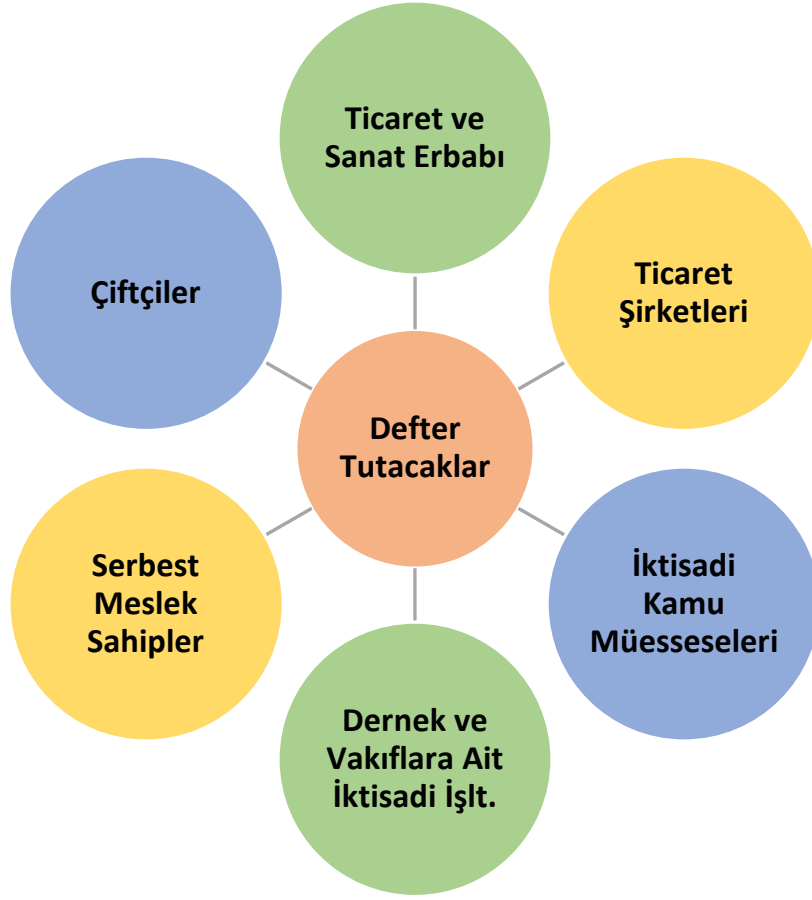 Ticaret ve
Sanat Erbabı
Ticaret
Şirketleri
İktisadi
Kamu
Müesseseleri
Dernek ve
Vakıflara Ait
İktisadi İşlt.
Serbest
Meslek
Sahipler
Çiftçiler
Defter
Tutacaklar